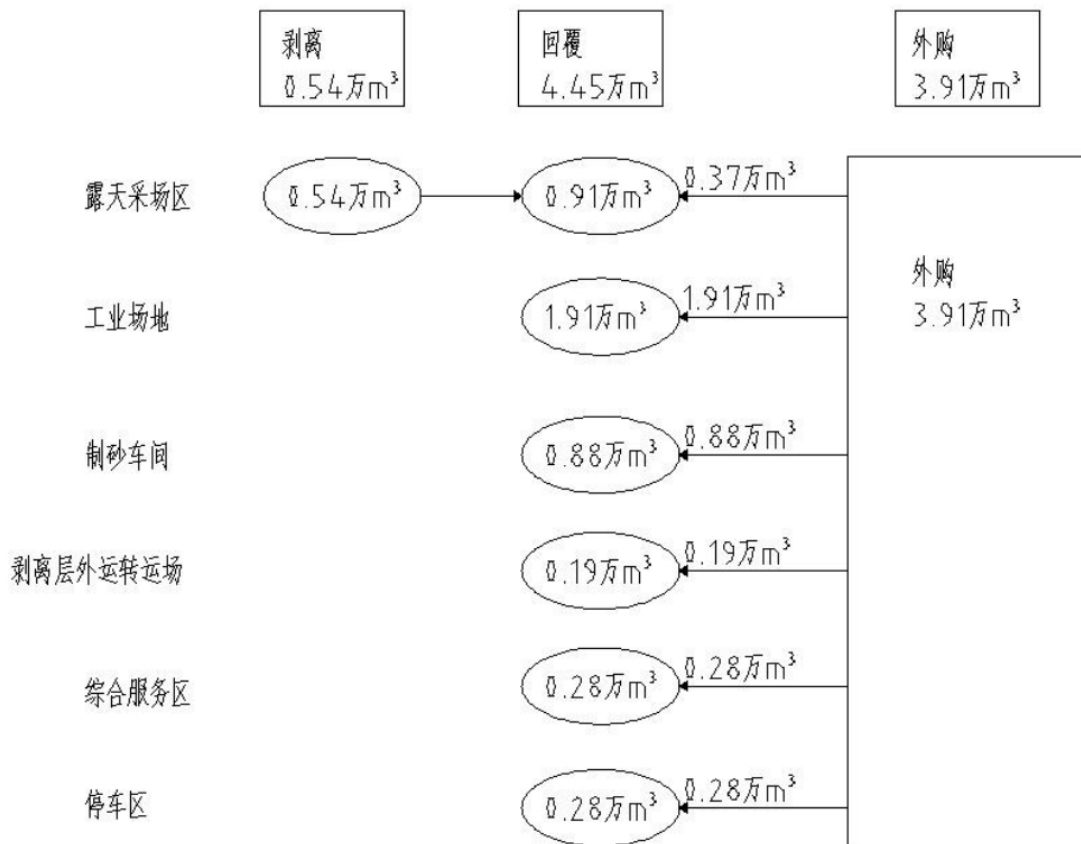 剥离
0.54万m³
回覆
4.45万m³
外购
3.91万m³
露天采场区
0.54万m³
0.91万m³
0.37万m³
外购
3.91万m³
工业场地
1.91万m³
1.91万m³
制砂车间
0.88万m³
0.88万m³
剥离层外运转运场
0.19万m³
0.19万m³
综合服务区
0.28万m³
0.28万m³
停车区
0.28万m³
0.28万m³